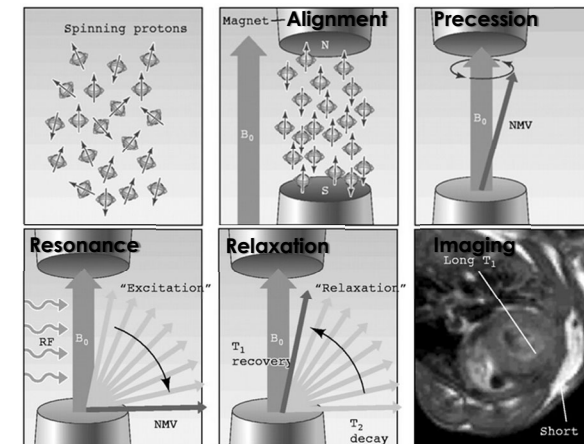 Spinning protons
Magnet
Alignment
N
B0
S
Precession
B0
NMV
Resonance
"Excitation"
RF
B0
NMV
Relaxation
"Relaxation"
T1
recovery
B0
T2
decay
Imaging
Long T1
Short